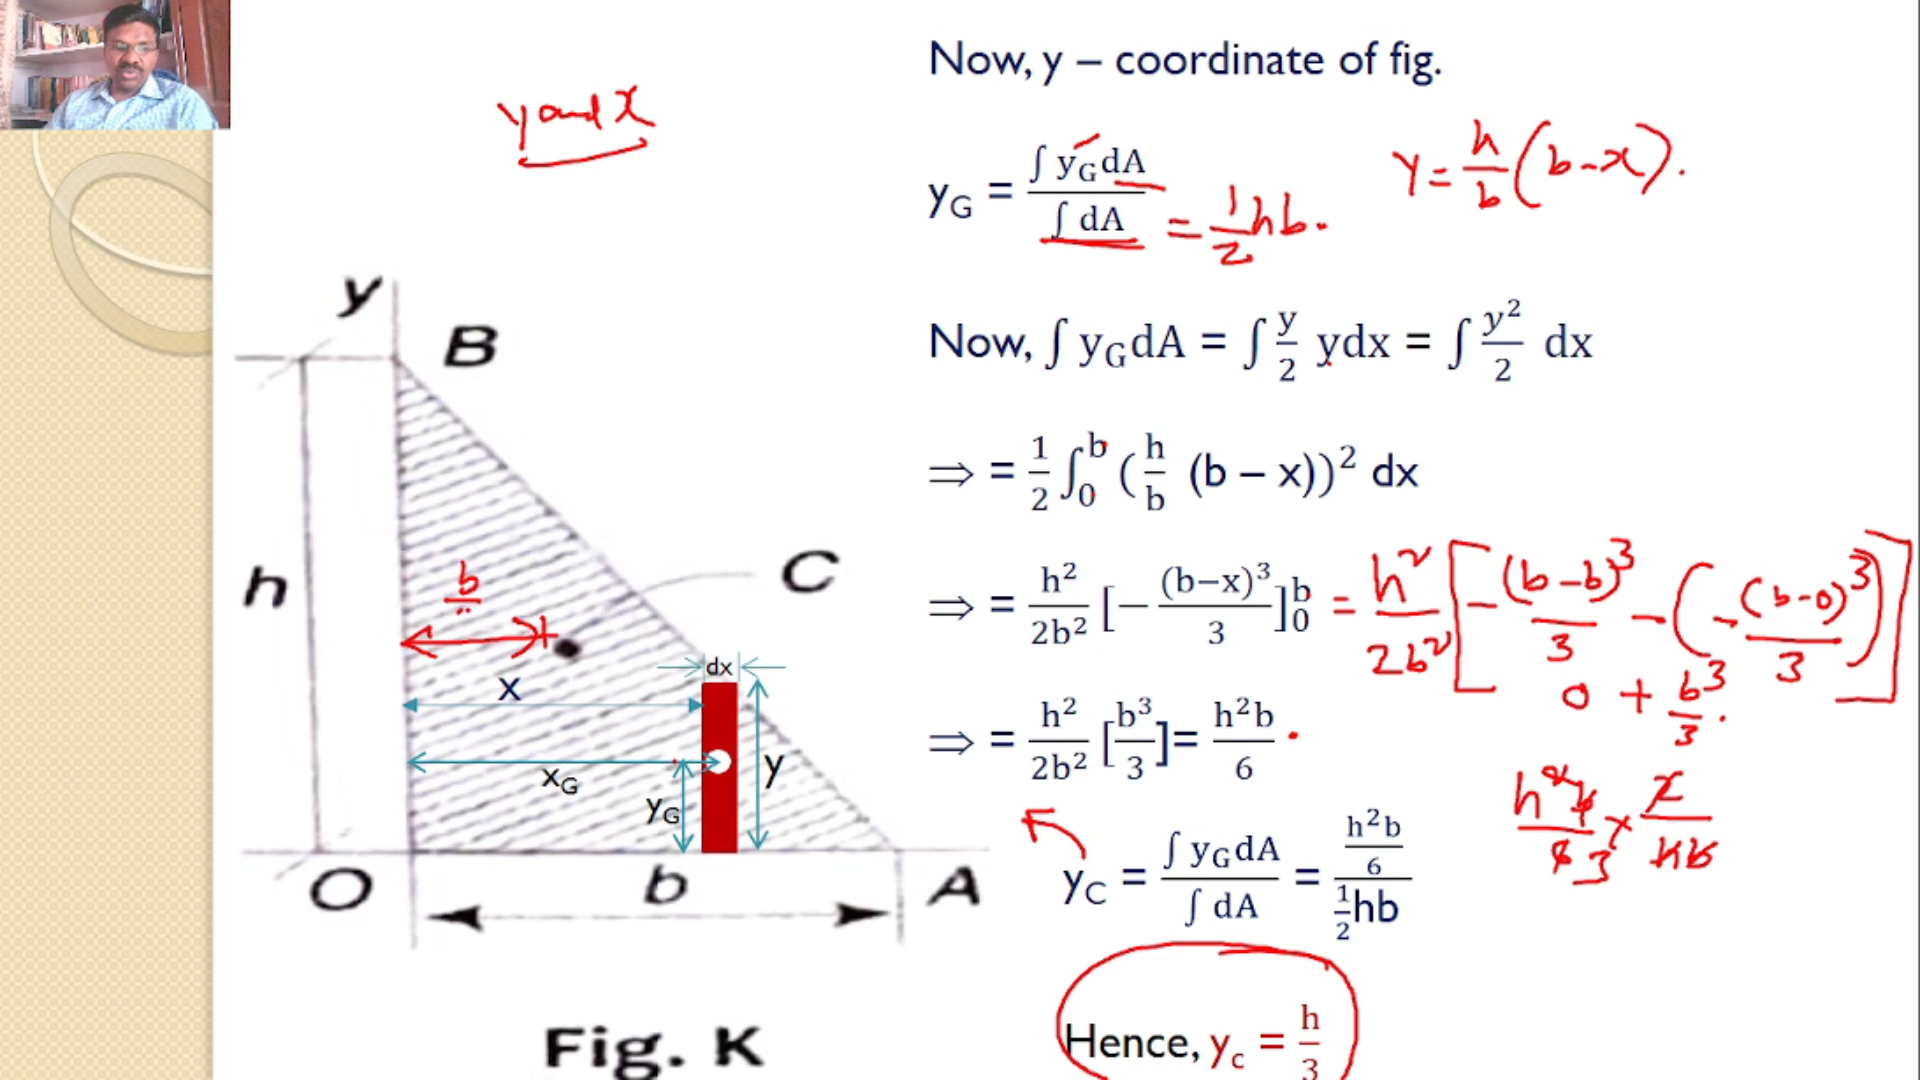 y and x
Now, y – coordinate of fig.
y_G = ∫ y_G dA / ∫ dA = 1/2 hb.
y = h/b (b-x).
Now, ∫ y_G dA = ∫ y/2 ydx = ∫ y²/2 dx
⇒ = 1/2 ∫₀ᵇ (h/b (b – x))² dx
⇒ = h²/2b² [− (b−x)³/3]₀ᵇ = h²/2b² [-(b-b)³/3 - (-(b-0)³/3)]
0 + b³/3.
⇒ = h²/2b² [b³/3] = h²b/6
y_C = ∫ y_G dA / ∫ dA = (h²b/6) / (1/2 hb)
3
Hence, y_c = h/3
y
B
h
b
C
dx
x
x_G
y_G
y
O
b
A
Fig. K